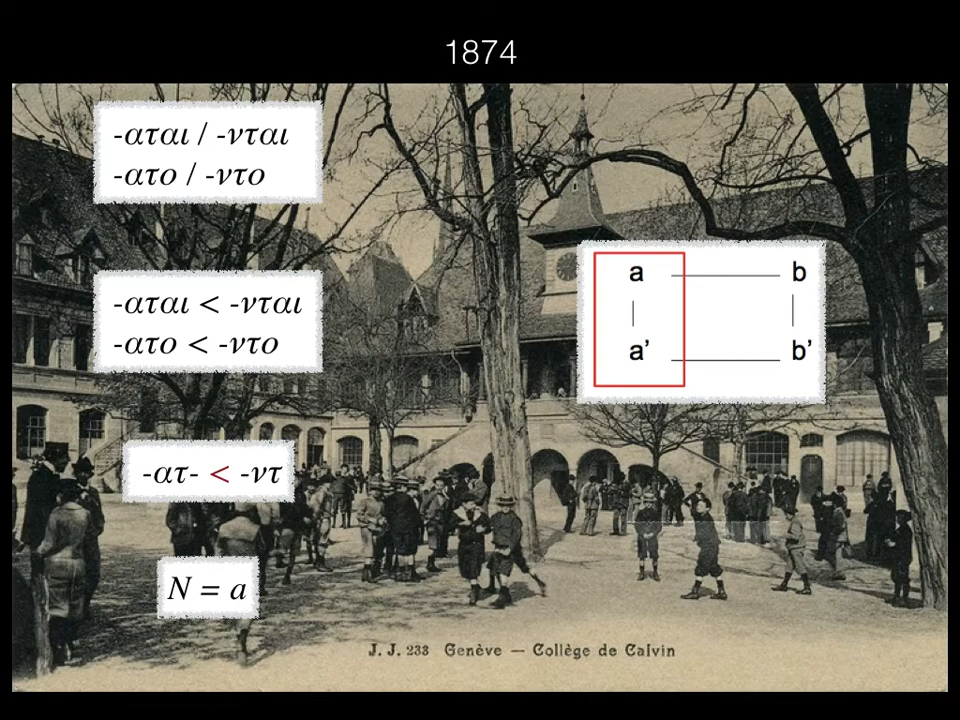 1874
-αται / -νται
-ατο / -ντο
-αται < -νται
-ατο < -ντο
a b
a’ b’
-ατ- < -ντ
N = a
J. J. 233 Genève — Collège de Calvin